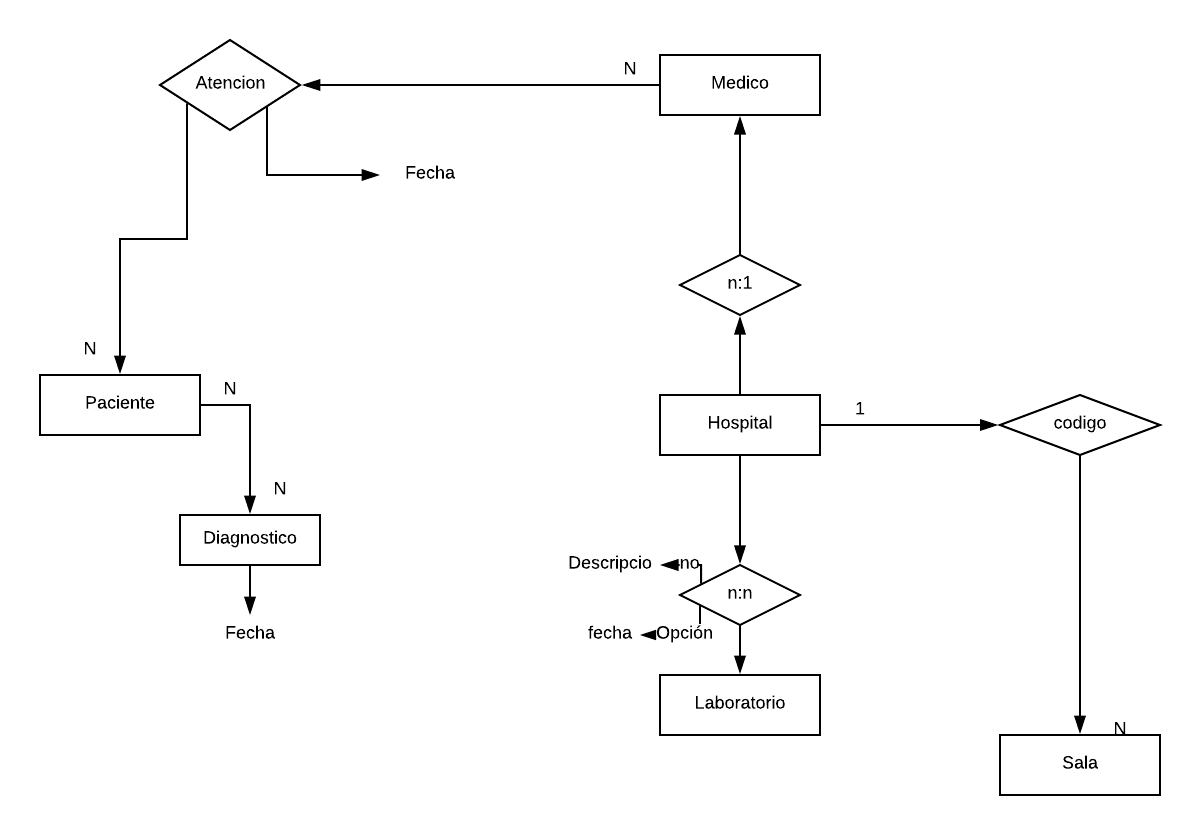 Atencion
N
Medico
Fecha
n:1
N
Paciente
N
Hospital
1
codigo
N
Diagnostico
Fecha
Descripcio
no
n:n
fecha
Opción
Laboratorio
N
Sala